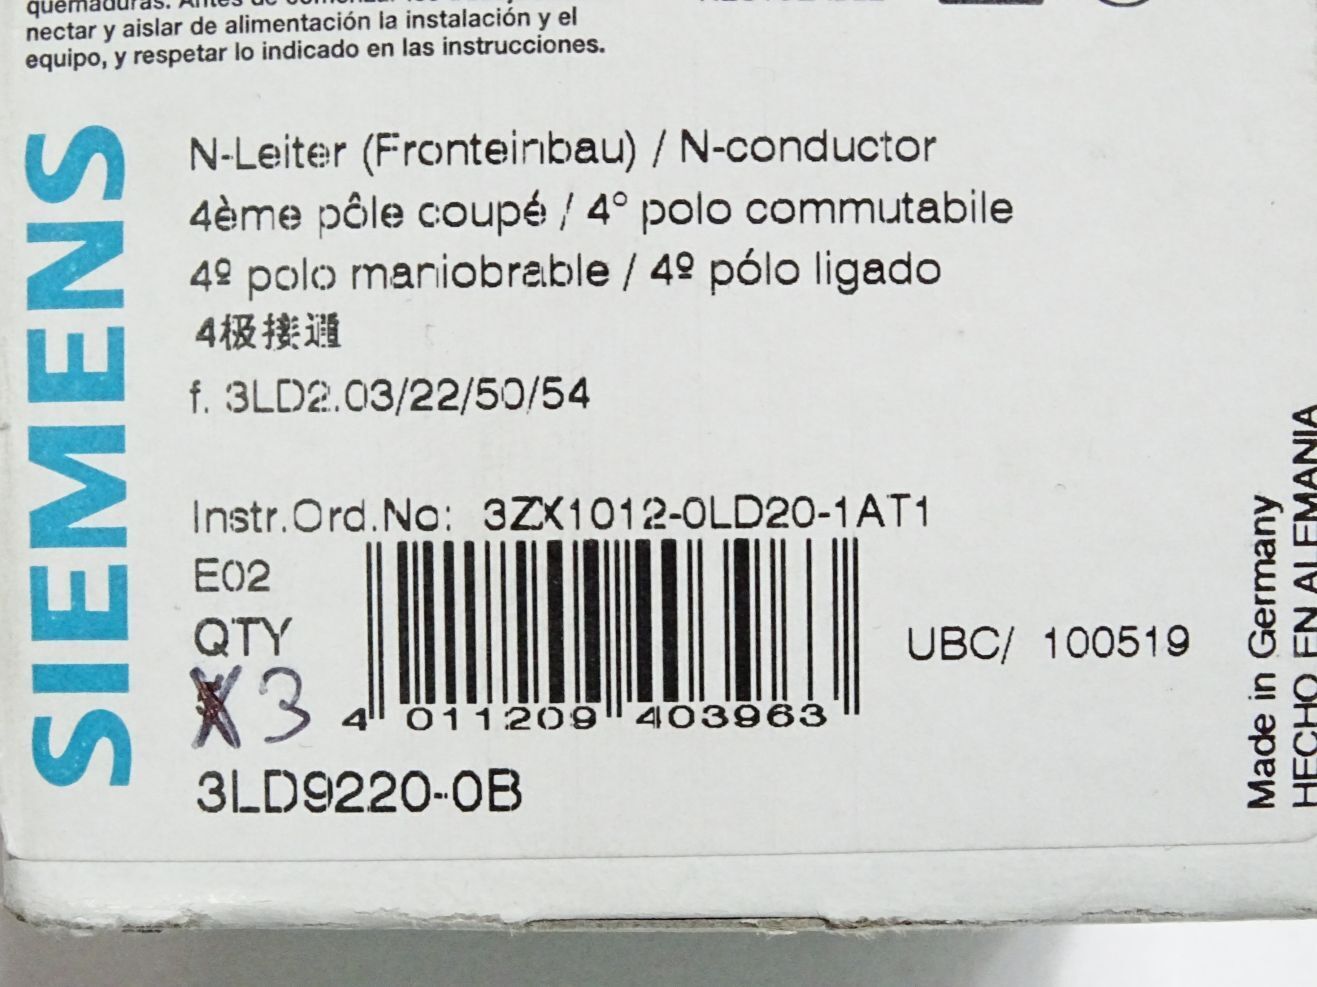 nectar y aislar de alimentación la instalación y el
equipo, y respetar lo indicado en las instrucciones.
SIEMENS
N-Leiter (Fronteinbau) / N-conductor
4ème pôle coupé / 4° polo commutabile
4º polo maniobrable / 4º pólo ligado
4极接通
f. 3LD2.03/22/50/54
Instr.Ord.No: 3ZX1012-0LD20-1AT1
E02
QTY
3
4 011209 403963
UBC/ 100519
3LD9220-0B
Made in Germany
HECHO EN ALEMANIA